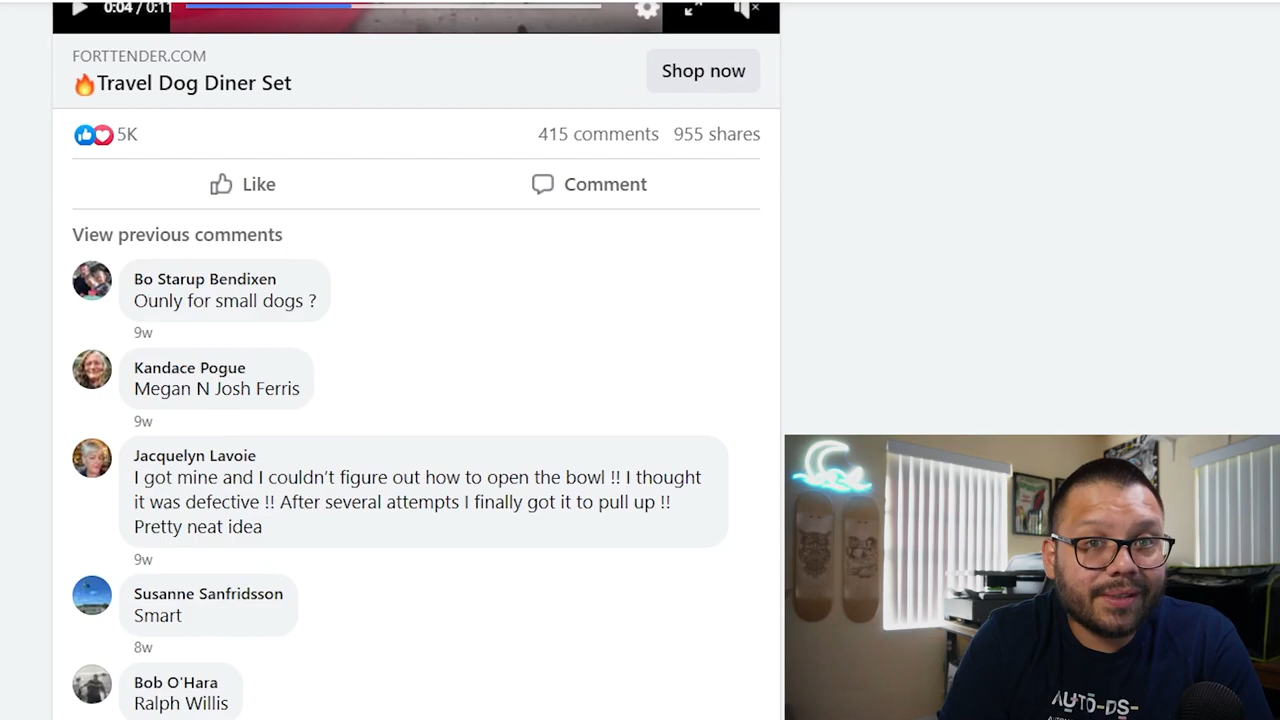 0:04 / 0:11
FORTTENDER.COM
🔥Travel Dog Diner Set
Shop now
5K
415 comments 955 shares
Like
Comment
View previous comments
Bo Starup Bendixen
Ounly for small dogs ?
9w
Kandace Pogue
Megan N Josh Ferris
9w
Jacquelyn Lavoie
I got mine and I couldn't figure out how to open the bowl !! I thought
it was defective !! After several attempts I finally got it to pull up !!
Pretty neat idea
9w
Susanne Sanfridsson
Smart
8w
Bob O'Hara
Ralph Willis
AUTO-DS-